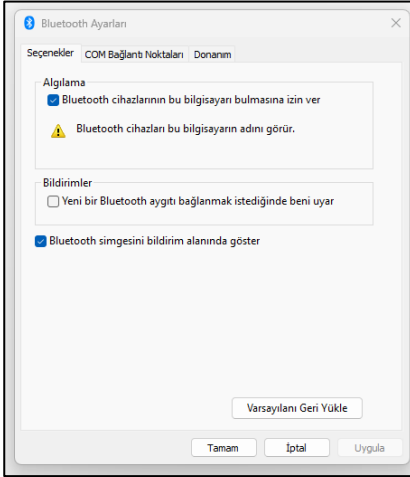 Bluetooth Ayarları
Seçenekler COM Bağlantı Noktaları Donanım
Algılama
Bluetooth cihazlarının bu bilgisayarı bulmasına izin ver
Bluetooth cihazları bu bilgisayarın adını görür.
Bildirimler
Yeni bir Bluetooth aygıtı bağlanmak istediğinde beni uyar
Bluetooth simgesini bildirim alanında göster
Varsayılanı Geri Yükle
Tamam İptal Uygula